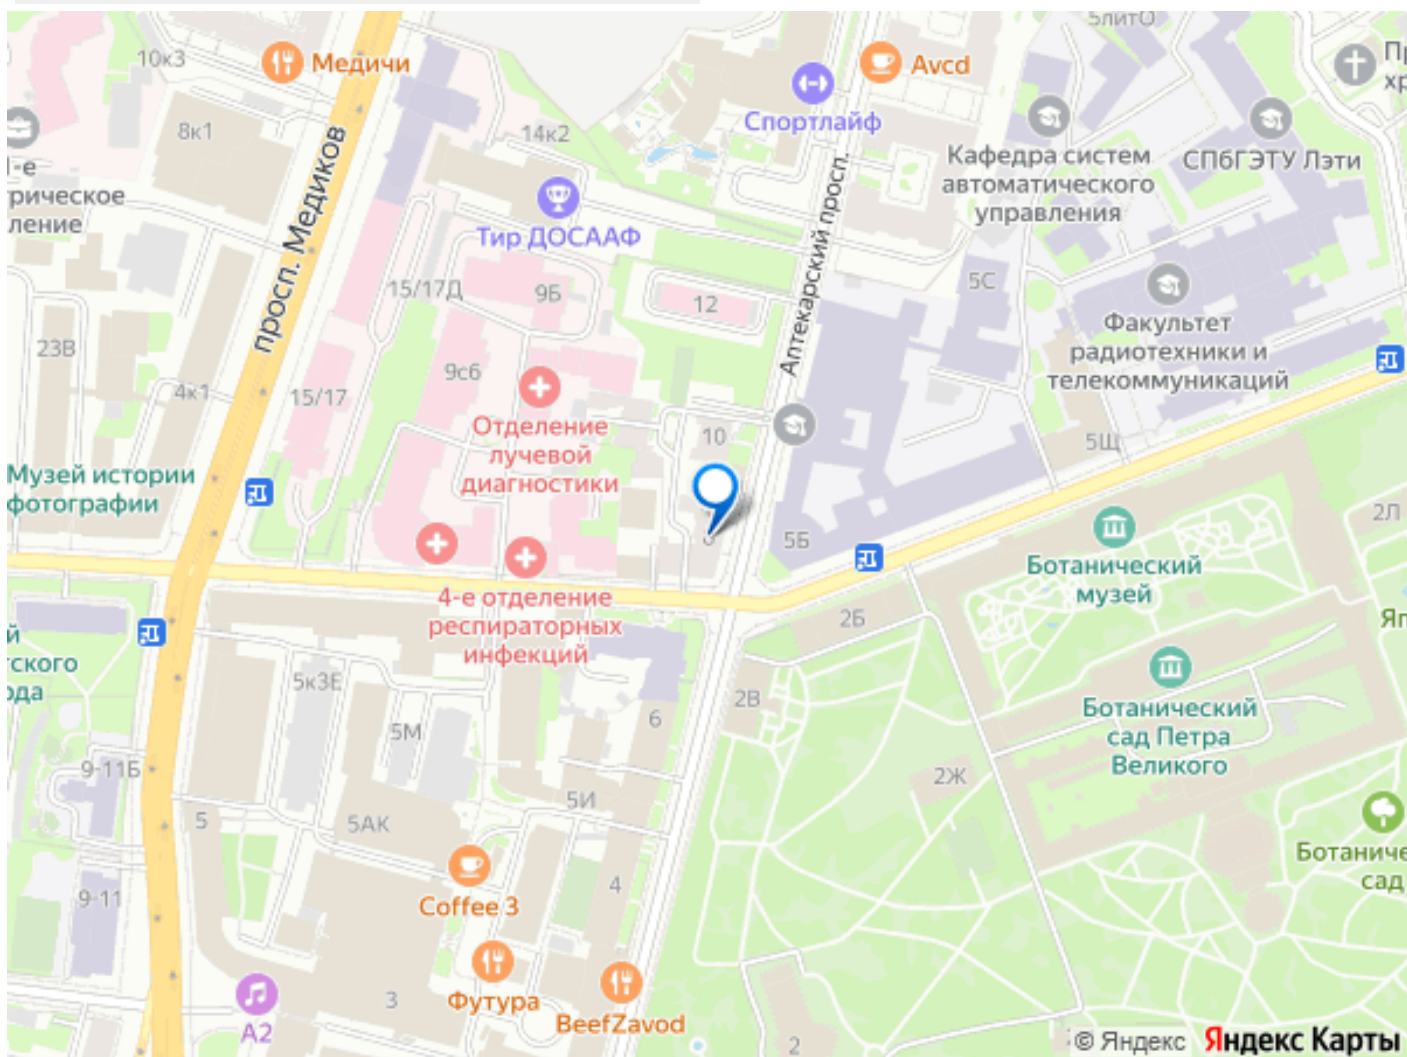 10к3
Медичи
Avcd
5литО
Спортлайф
8к1
14к2
просп. Медиков
Кафедра систем
автоматического
управления
СПбГЭТУ Лэти
Тир ДОСААФ
Аптекарский просп.
15/17Д
9Б
12
5С
Факультет
радиотехники и
телекоммуникаций
23В
9с6
4к1
15/17
10
Отделение
лучевой
диагностики
5Щ
Музей истории
фотографии
2Л
5Б
Ботанический
музей
4-е отделение
респираторных
инфекций
2Б
5к3Е
2В
Ботанический
сад Петра
Великого
5М
6
9-11Б
2Ж
5И
5
5АК
Ботаниче
сад
9-11
4
Coffee 3
Футура
3
BeefZavod
А2
2
© Яндекс Яндекс Карты